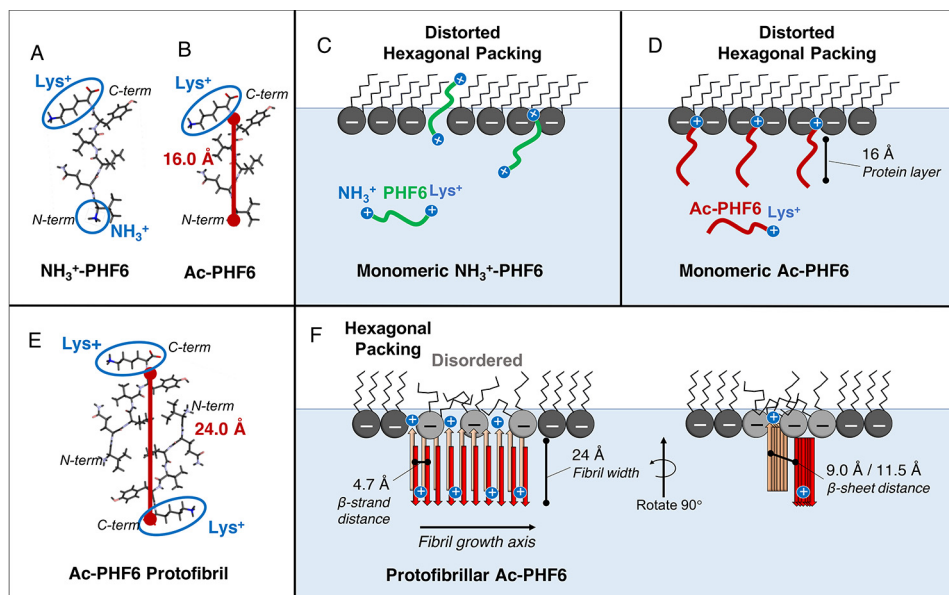 A
Lys⁺
C-term
N-term
NH₃⁺
NH₃⁺-PHF6
B
Lys⁺
C-term
16.0 Å
N-term
Ac-PHF6
C
Distorted
Hexagonal Packing
NH₃⁺ PHF6 Lys⁺
Monomeric NH₃⁺-PHF6
D
Distorted
Hexagonal Packing
16 Å
Protein layer
Ac-PHF6
Lys⁺
Monomeric Ac-PHF6
E
Lys+
C-term
N-term
24.0 Å
N-term
C-term
Lys⁺
Ac-PHF6 Protofibril
F
Hexagonal
Packing
Disordered
4.7 Å
β-strand
distance
24 Å
Fibril width
Fibril growth axis
Rotate 90°
9.0 Å / 11.5 Å
β-sheet distance
Protofibrillar Ac-PHF6